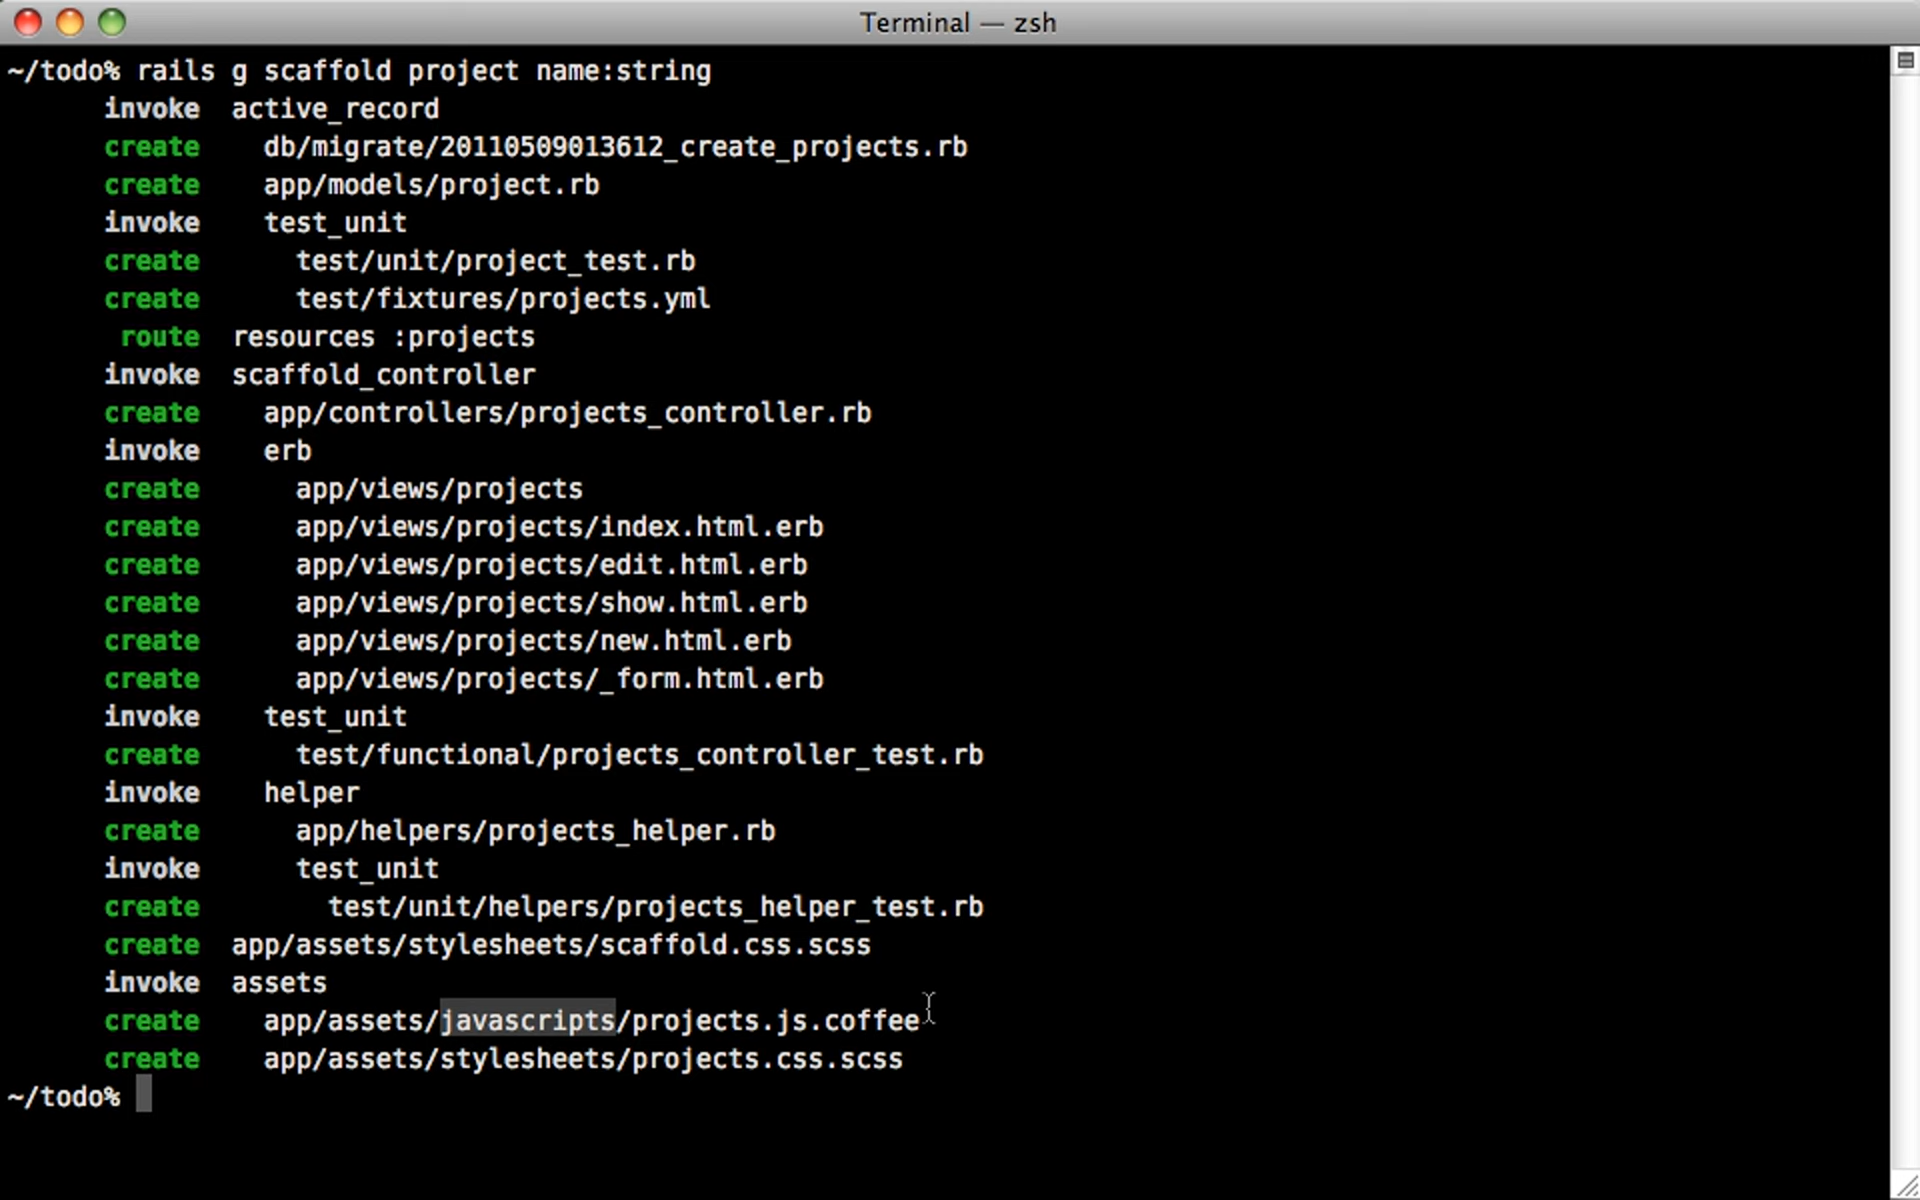 Terminal — zsh
~/todo% rails g scaffold project name:string
invoke  active_record
create    db/migrate/20110509013612_create_projects.rb
create    app/models/project.rb
invoke    test_unit
create      test/unit/project_test.rb
create      test/fixtures/projects.yml
route  resources :projects
invoke  scaffold_controller
create    app/controllers/projects_controller.rb
invoke    erb
create      app/views/projects
create      app/views/projects/index.html.erb
create      app/views/projects/edit.html.erb
create      app/views/projects/show.html.erb
create      app/views/projects/new.html.erb
create      app/views/projects/_form.html.erb
invoke    test_unit
create      test/functional/projects_controller_test.rb
invoke    helper
create      app/helpers/projects_helper.rb
invoke      test_unit
create        test/unit/helpers/projects_helper_test.rb
create  app/assets/stylesheets/scaffold.css.scss
invoke  assets
create    app/assets/javascripts/projects.js.coffee
create    app/assets/stylesheets/projects.css.scss
~/todo%